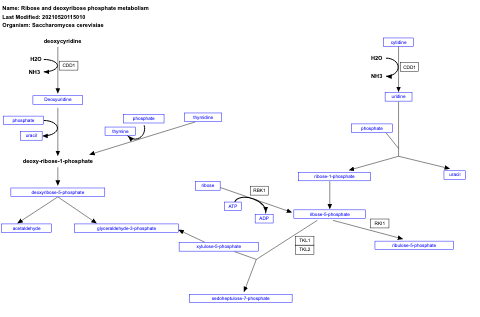 Name: Ribose and deoxyribose phosphate metabolism
Last Modified: 20210520115010
Organism: Saccharomyces cerevisiae
deoxycyridine
cytidine
H2O
CDD1
NH3
H2O
CDD1
NH3
Deoxyuridine
uridine
phosphate
uracil
phosphate
thymine
thymidine
phosphate
deoxy-ribose-1-phosphate
ribose-1-phosphate
uracil
deoxyribose-5-phosphate
ribose
RBK1
ATP
ADP
ribose-5-phosphate
RKI1
acetaldehyde
glyceraldehyde-3-phosphate
TKL1
TKL2
xylulose-5-phosphate
ribulose-5-phosphate
sedoheptulose-7-phosphate